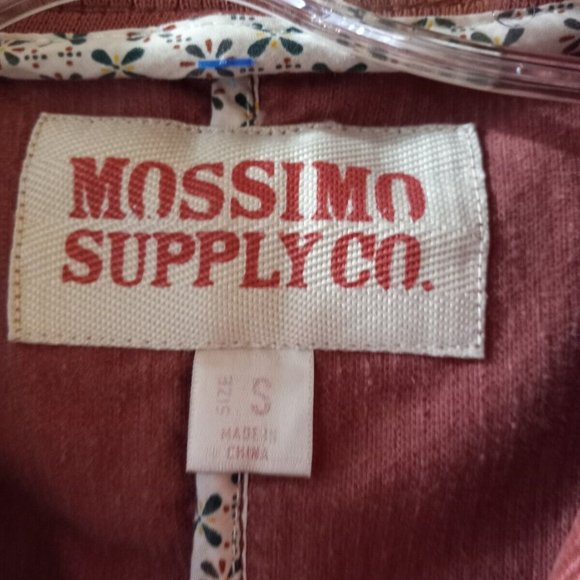 MOSSIMO
SUPPLY CO.
SIZE
S
MADE IN
CHINA